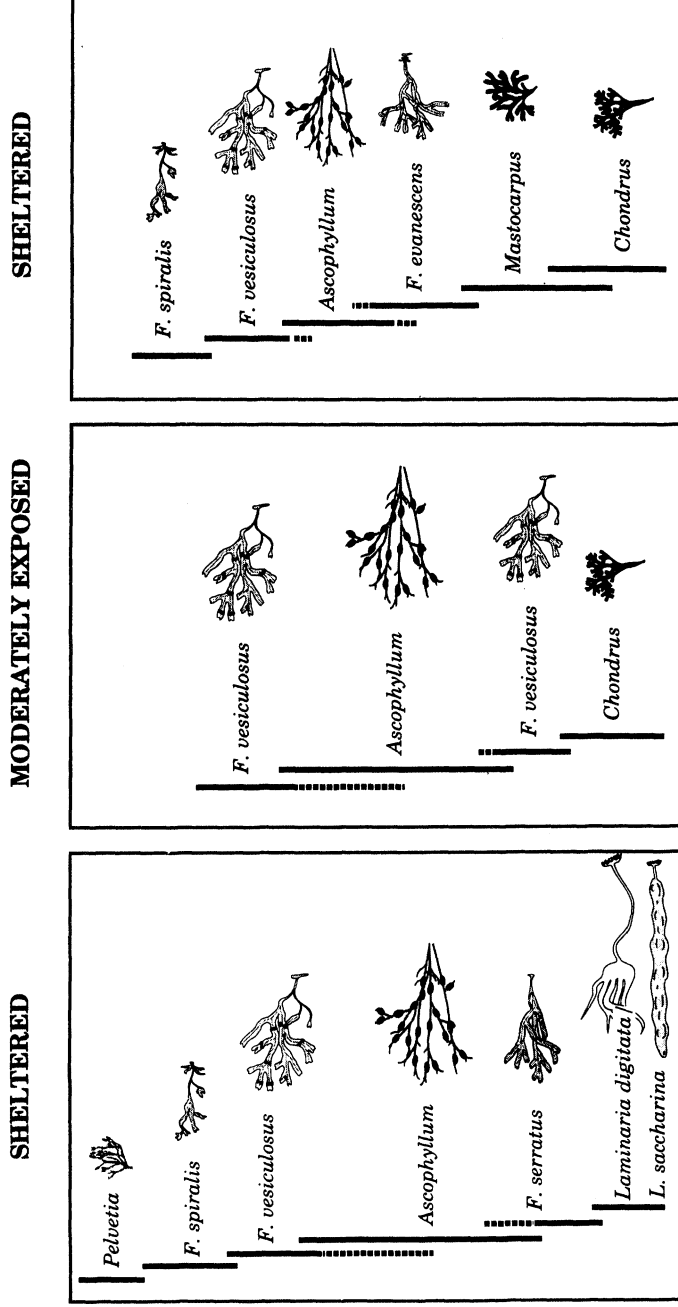 SHELTERED
Pelvetia
F. spiralis
F. vesiculosus
Ascophyllum
F. serratus
Laminaria digitata
L. saccharina
MODERATELY EXPOSED
F. vesiculosus
Ascophyllum
F. vesiculosus
Chondrus
SHELTERED
F. spiralis
F. vesiculosus
Ascophyllum
F. evanescens
Mastocarpus
Chondrus